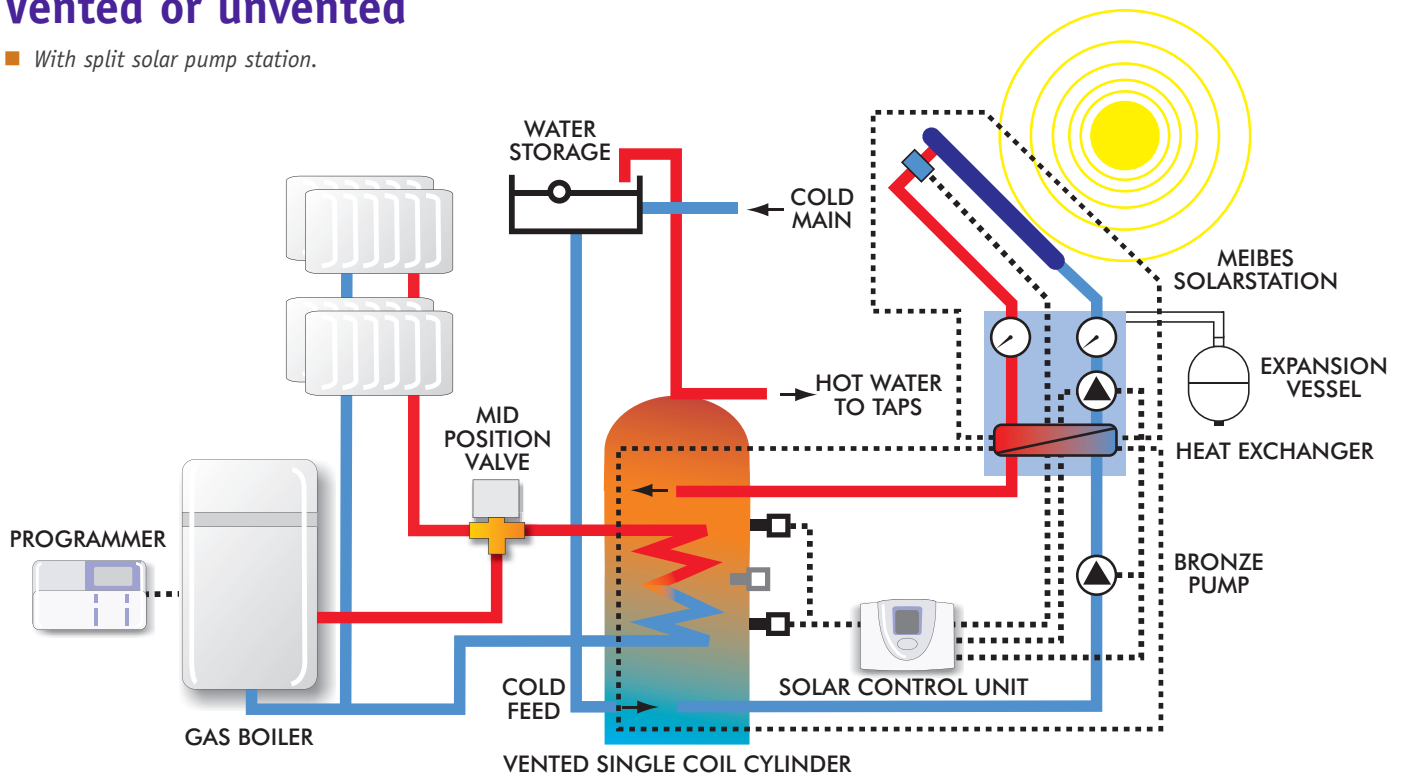 Vented or unvented
With split solar pump station.
WATER
STORAGE
COLD
MAIN
MEIBES
SOLARSTATION
EXPANSION
VESSEL
HOT WATER
TO TAPS
MID
POSITION
VALVE
HEAT EXCHANGER
PROGRAMMER
BRONZE
PUMP
COLD
FEED
SOLAR CONTROL UNIT
GAS BOILER
VENTED SINGLE COIL CYLINDER